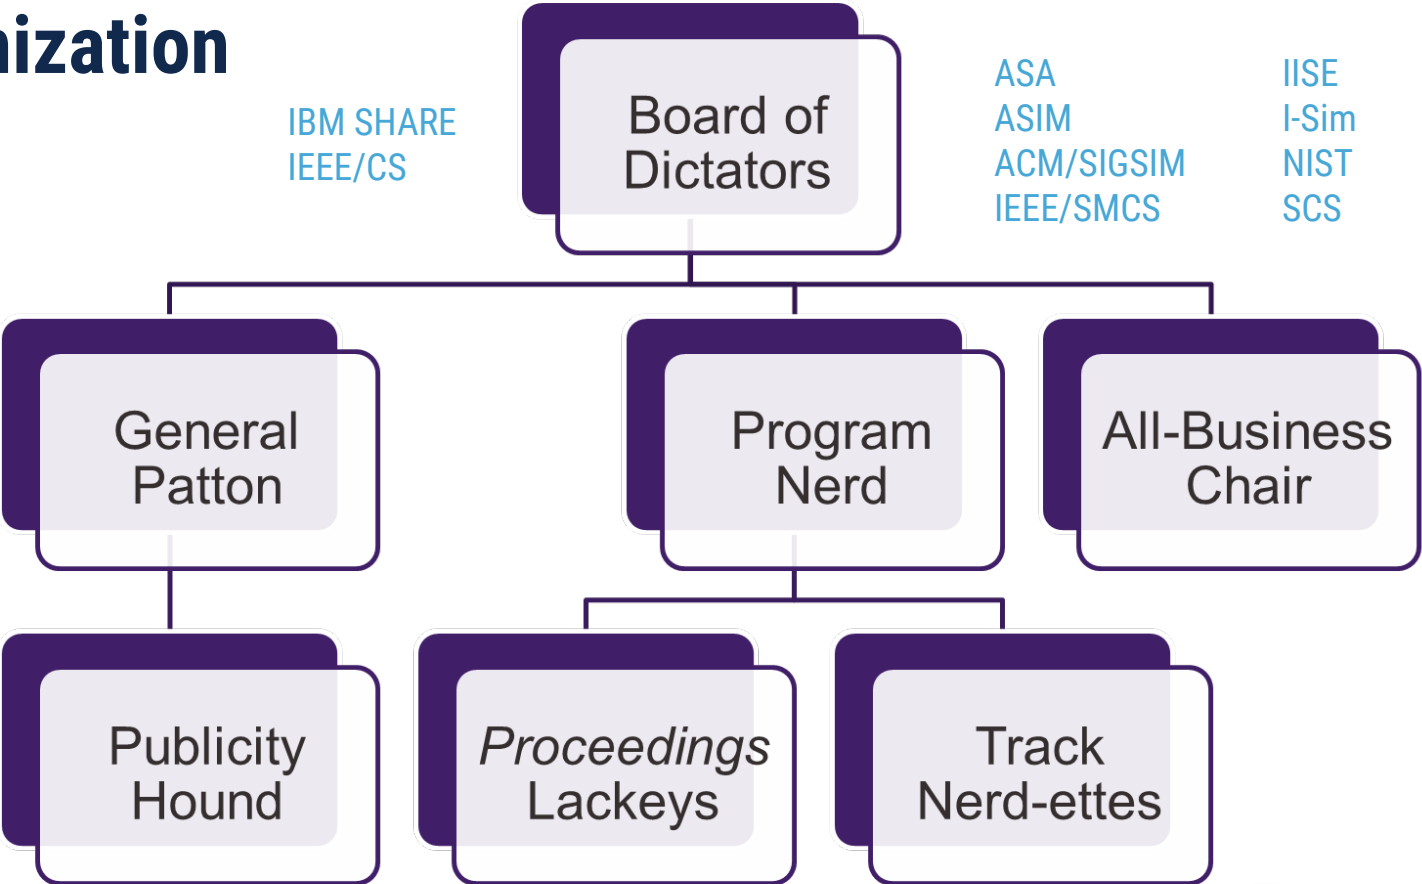 nization
IBM SHARE
IEEE/CS
Board of
Dictators
ASA
ASIM
ACM/SIGSIM
IEEE/SMCS
IISE
I-Sim
NIST
SCS
General
Patton
Program
Nerd
All-Business
Chair
Publicity
Hound
Proceedings
Lackeys
Track
Nerd-ettes